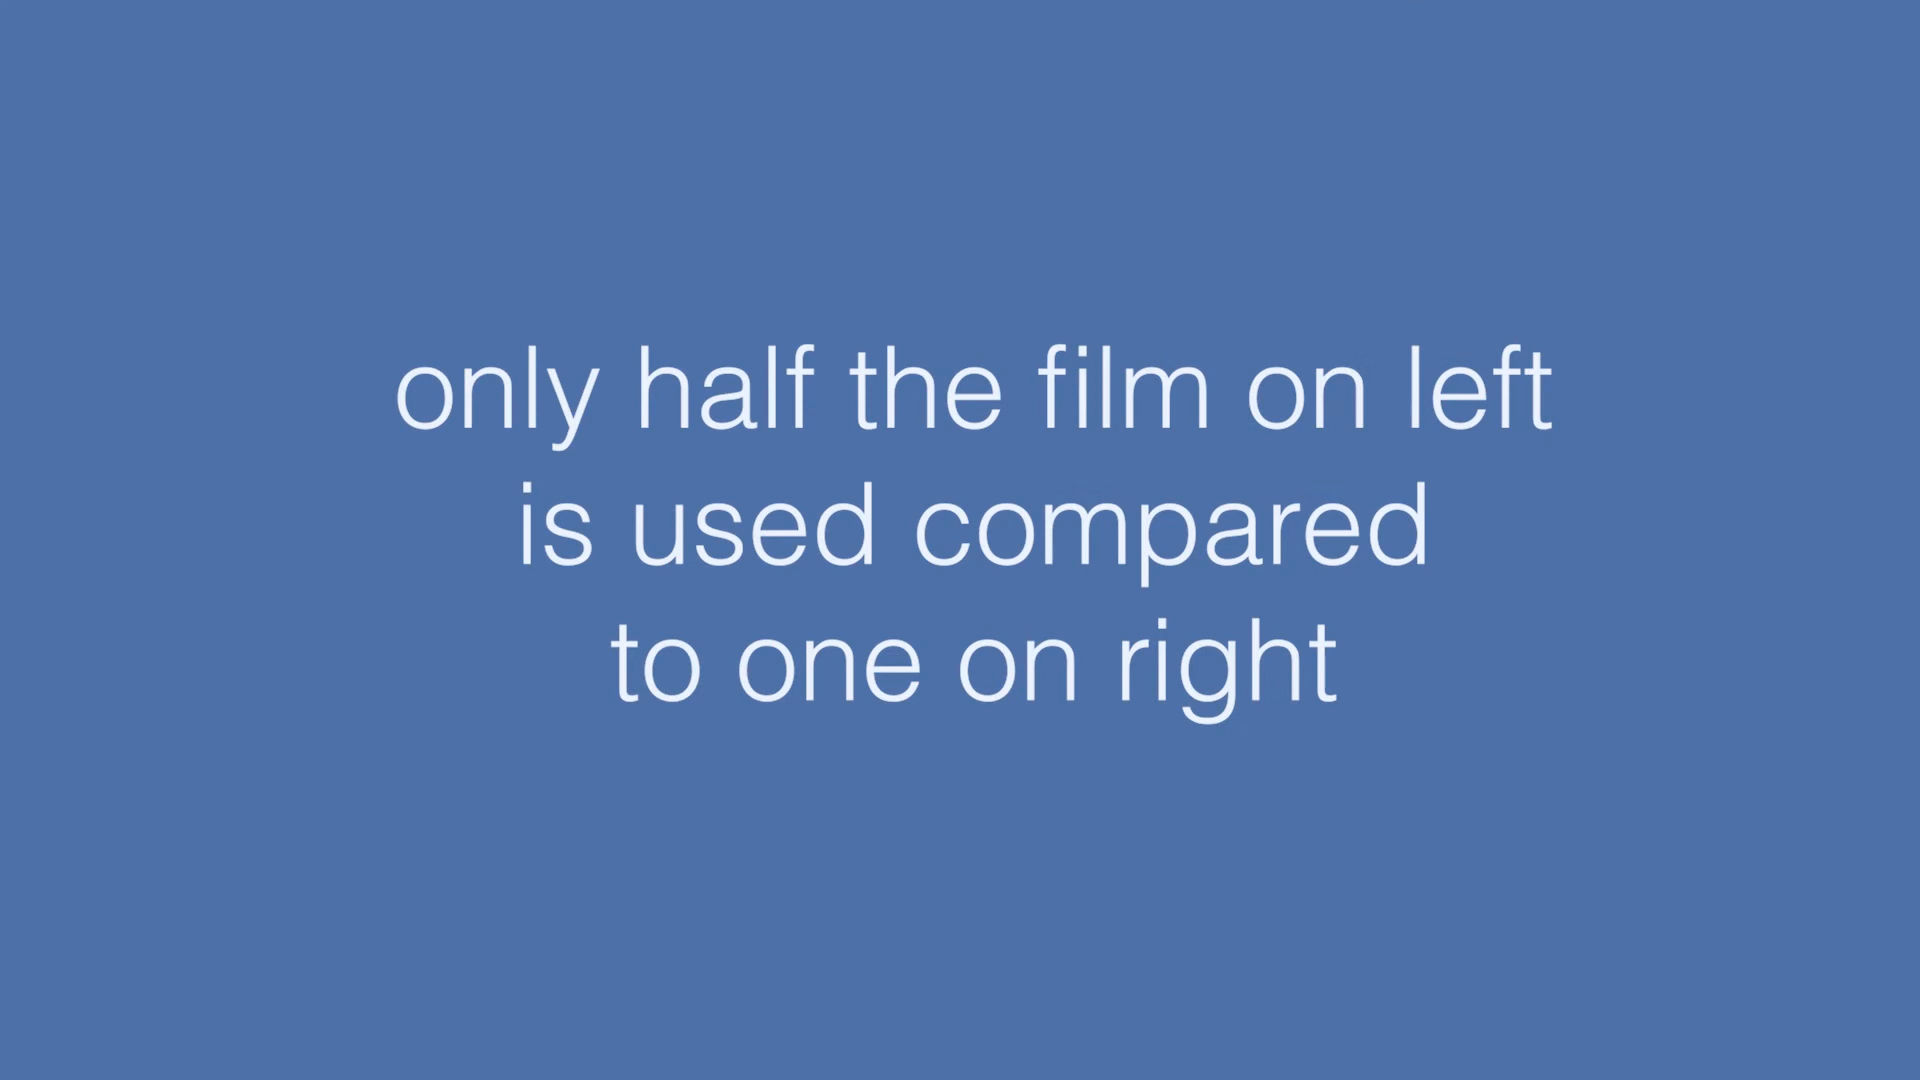 only half the film on left
is used compared
to one on right